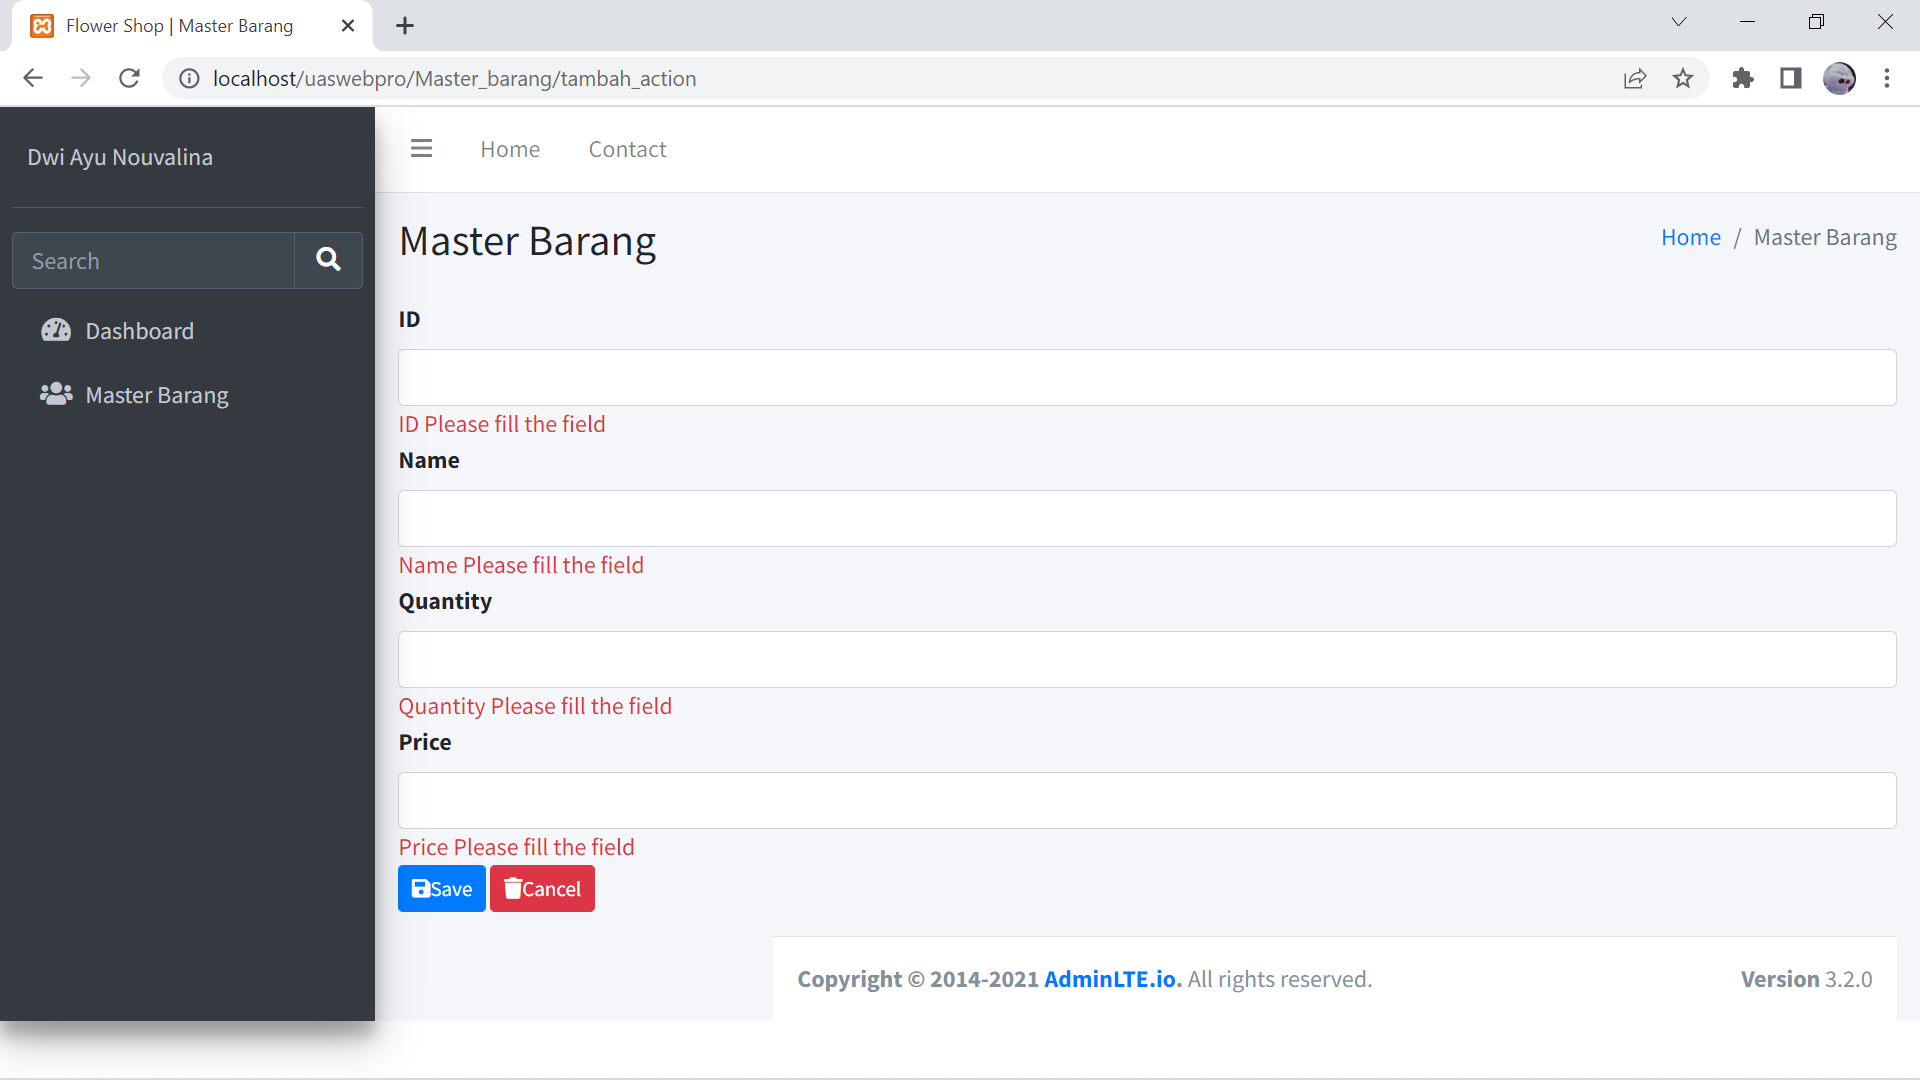 Flower Shop | Master Barang
localhost/uaswebpro/Master_barang/tambah_action
Dwi Ayu Nouvalina
Home
Contact
Search
Dashboard
Master Barang
Master Barang
Home / Master Barang
ID
ID Please fill the field
Name
Name Please fill the field
Quantity
Quantity Please fill the field
Price
Price Please fill the field
Save
Cancel
Copyright © 2014-2021 AdminLTE.io. All rights reserved.
Version 3.2.0